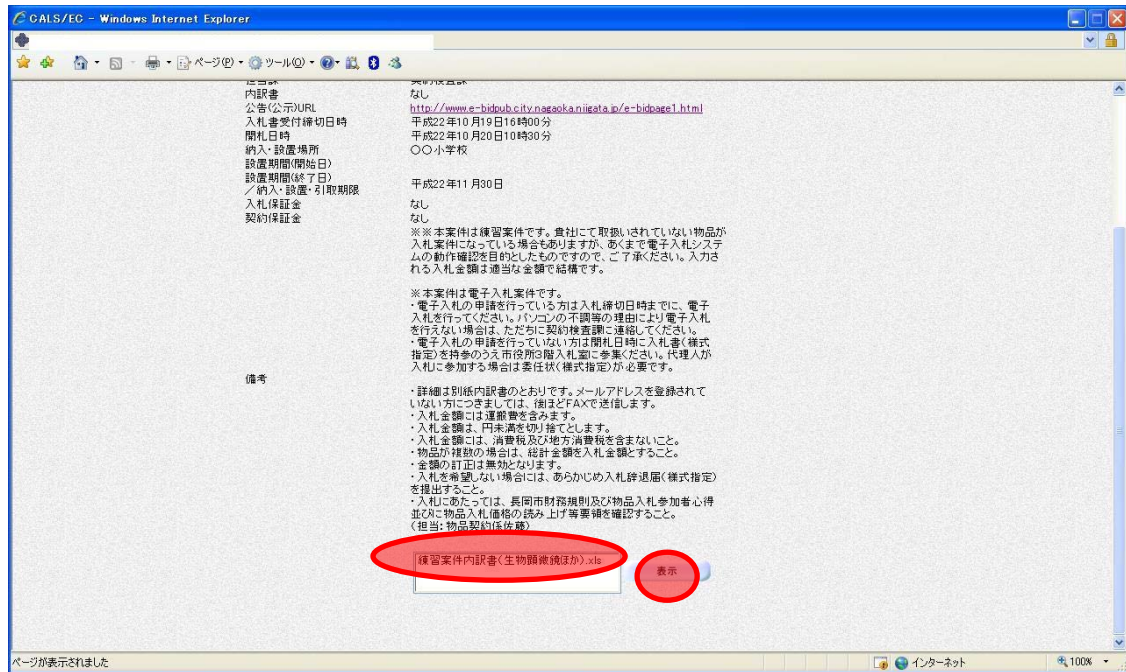 CALS/EC - Windows Internet Explorer
ページ(P) ツール(O)
内訳書 なし
公告(公示)URL http://www.e-bidpub.city.nagaoka.niigata.jp/e-bidpage1.html
入札書受付締切日時 平成22年10月19日16時00分
開札日時 平成22年10月20日10時30分
納入・設置場所 〇〇小学校
設置期間(開始日)
設置期間(終了日)
／納入・設置・引取期限 平成22年11月30日
入札保証金 なし
契約保証金 なし
※※本案件は練習案件です。貴社にて取扱いされていない物品が
入札案件になっている場合もありますが、あくまで電子入札システ
ムの動作確認を目的としたものですので、ご了承ください。入力さ
れる入札金額は適当な金額で結構です。
※本案件は電子入札案件です。
・電子入札の申請を行っている方は入札締切日時までに、電子
入札を行ってください。パソコンの不調等の理由により電子入札
を行えない場合は、ただちに契約検査課に連絡してください。
・電子入札の申請を行っていない方は開札日時に入札書(様式
指定)を持参のうえ市役所3階入札室に参集ください。代理人が
入札に参加する場合は委任状(様式指定)が必要です。
備考
・詳細は別紙内訳書のとおりです。メールアドレスを登録されて
いない方につきましては、後ほどFAXで送信します。
・入札金額には運搬費を含みます。
・入札金額は、円未満を切り捨てとします。
・入札金額には、消費税及び地方消費税を含まないこと。
・物品が複数の場合は、総計金額を入札金額とすること。
・金額の訂正は無効となります。
・入札を希望しない場合には、あらかじめ入札辞退届(様式指定)
を提出すること。
・入札にあたっては、長岡市財務規則及び物品入札参加者心得
並びに物品入札価格の読み上げ等要領を確認すること。
(担当:物品契約係佐藤)
練習案件内訳書(生物顕微鏡ほか).xls
表示
ページが表示されました インターネット 100%